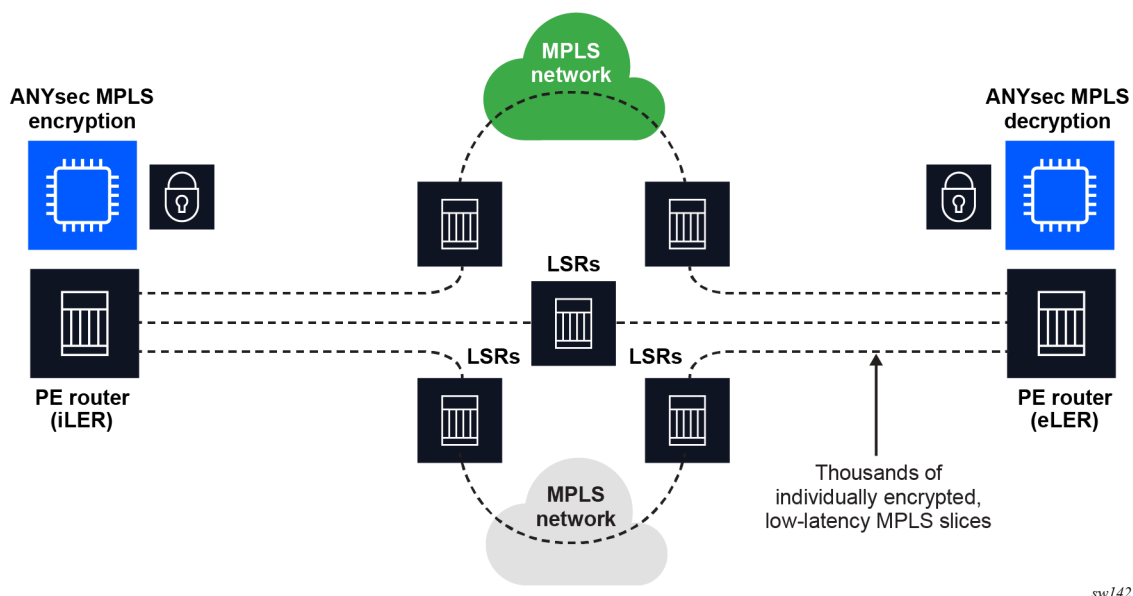 MPLS
network
ANYsec MPLS
encryption
ANYsec MPLS
decryption
LSRs
LSRs
LSRs
PE router
(iLER)
PE router
(eLER)
Thousands of
individually encrypted,
low-latency MPLS slices
MPLS
network
sw142